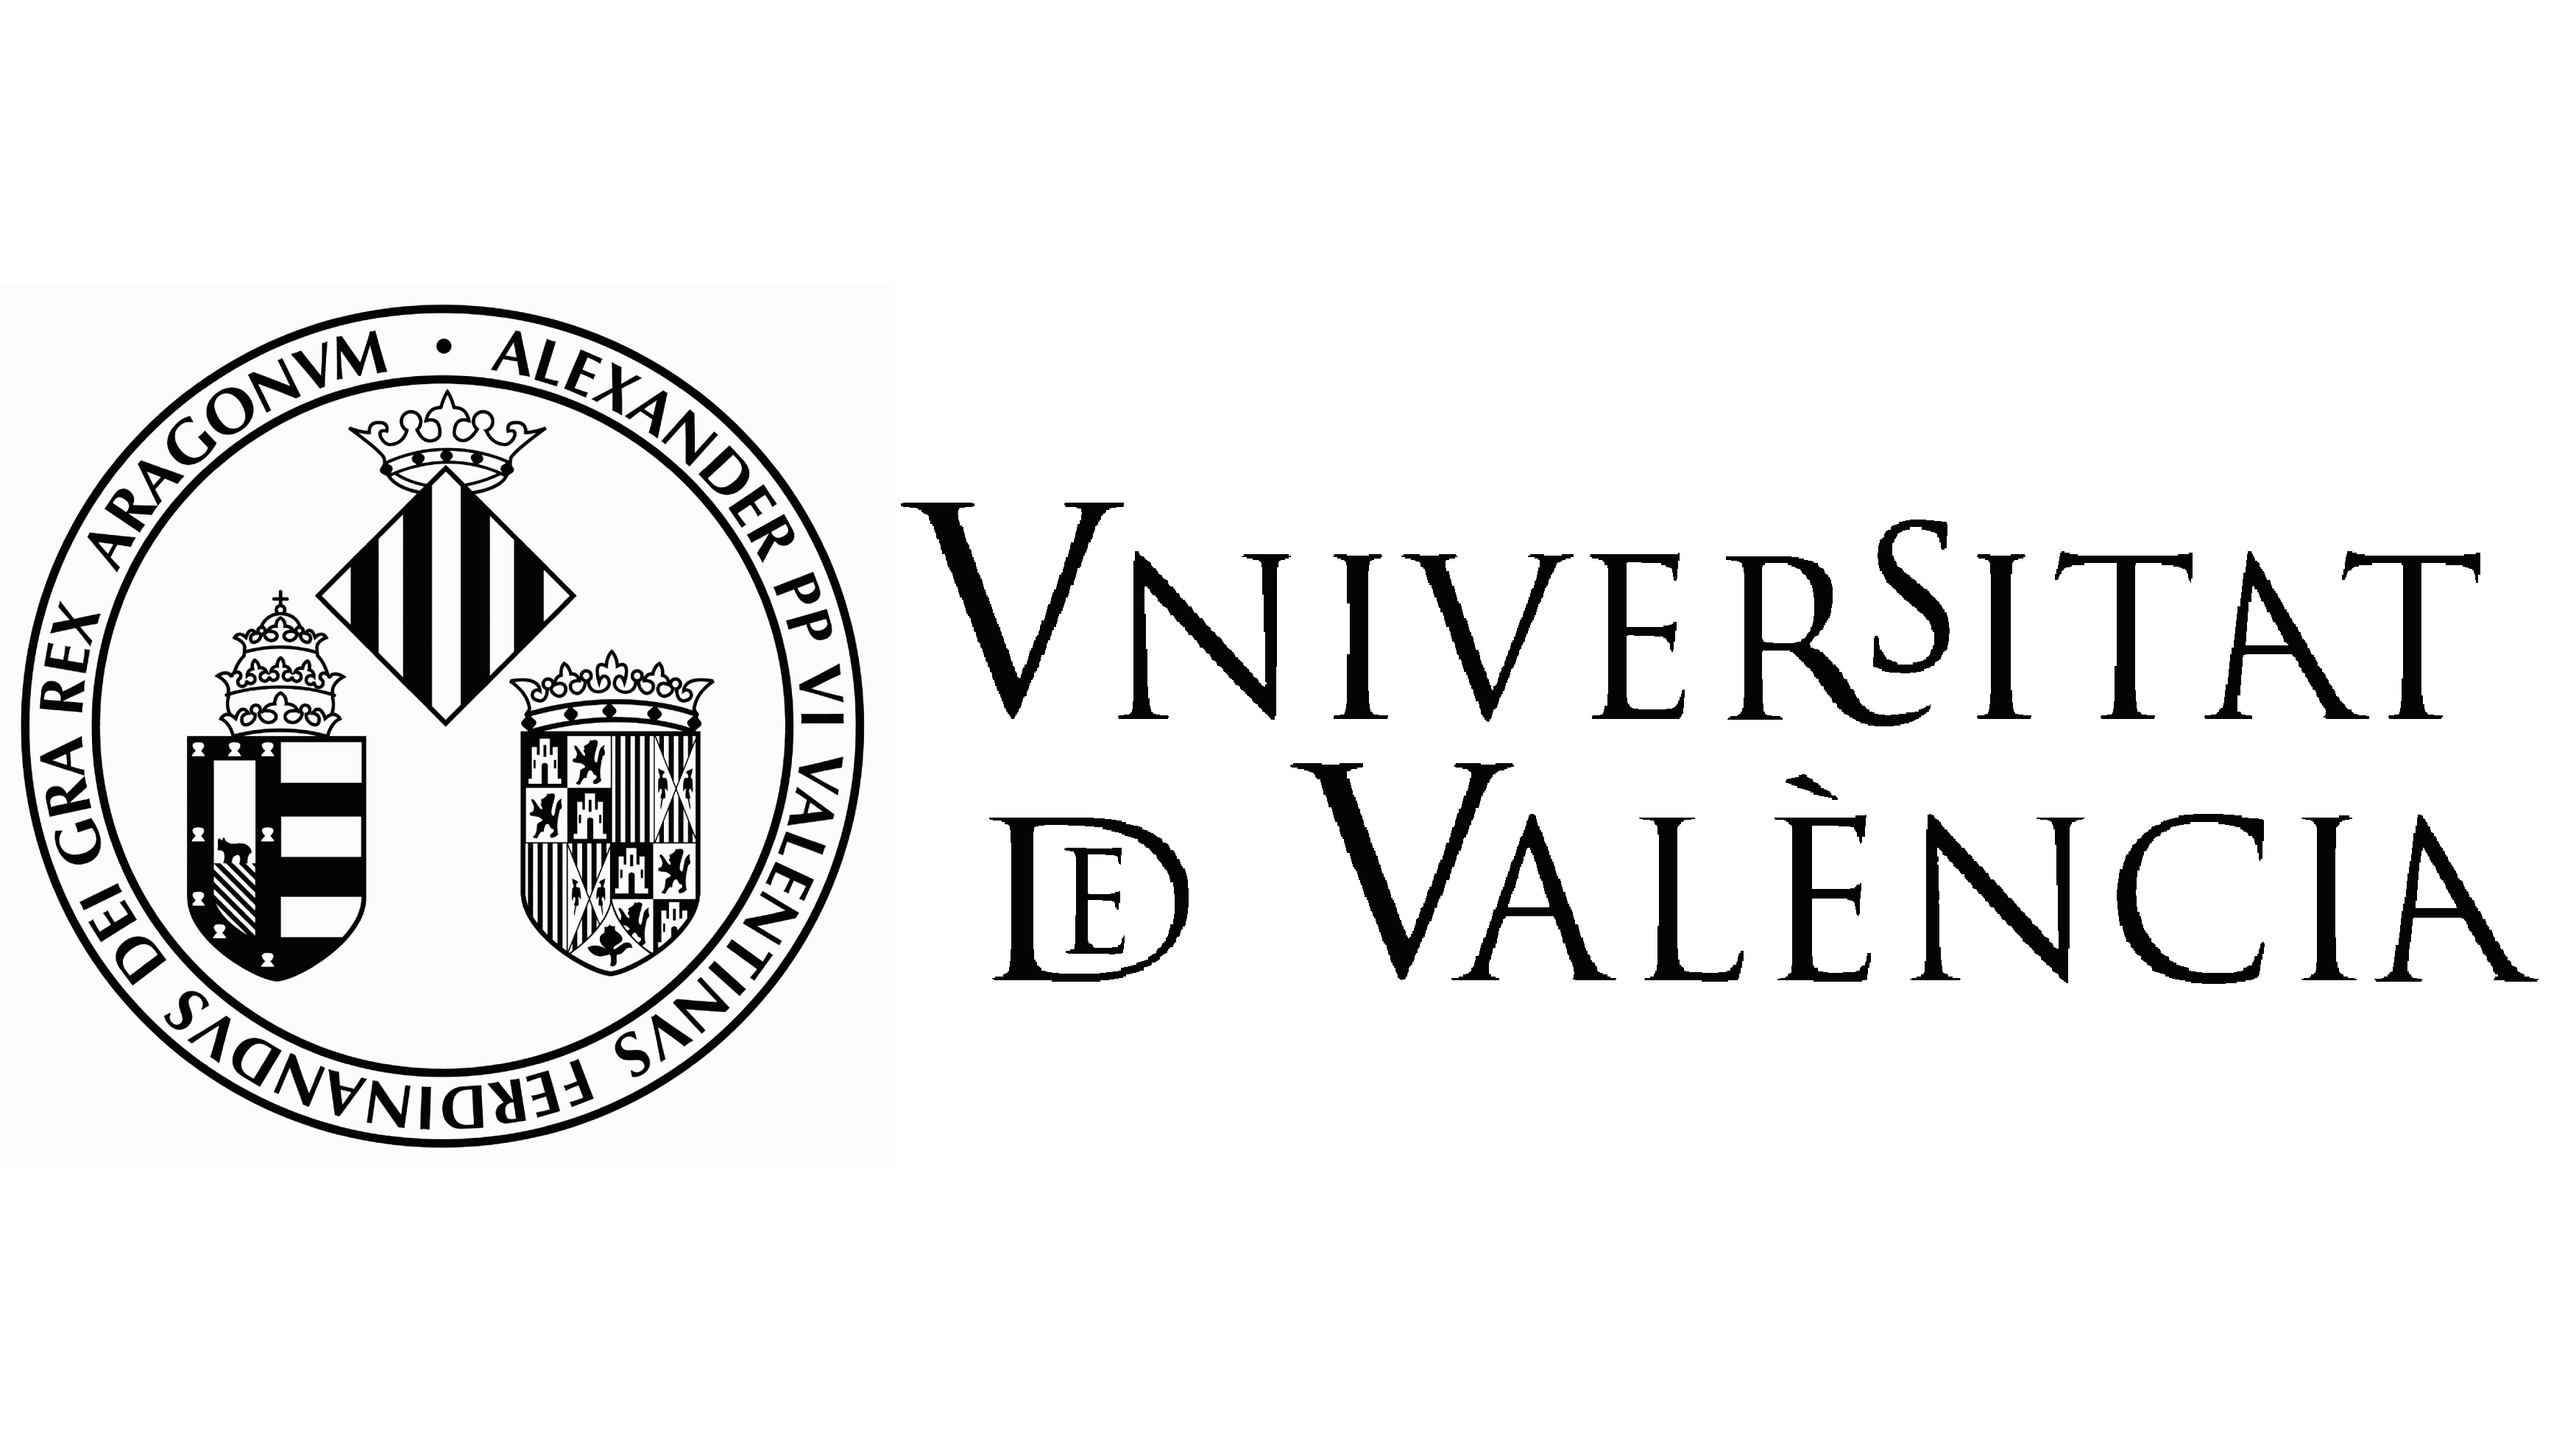 ALEXANDER PP VI VALENTINVS FERDINANDVS DEI GRA REX ARAGONVM •
VNIVERSITAT
DE VALÈNCIA